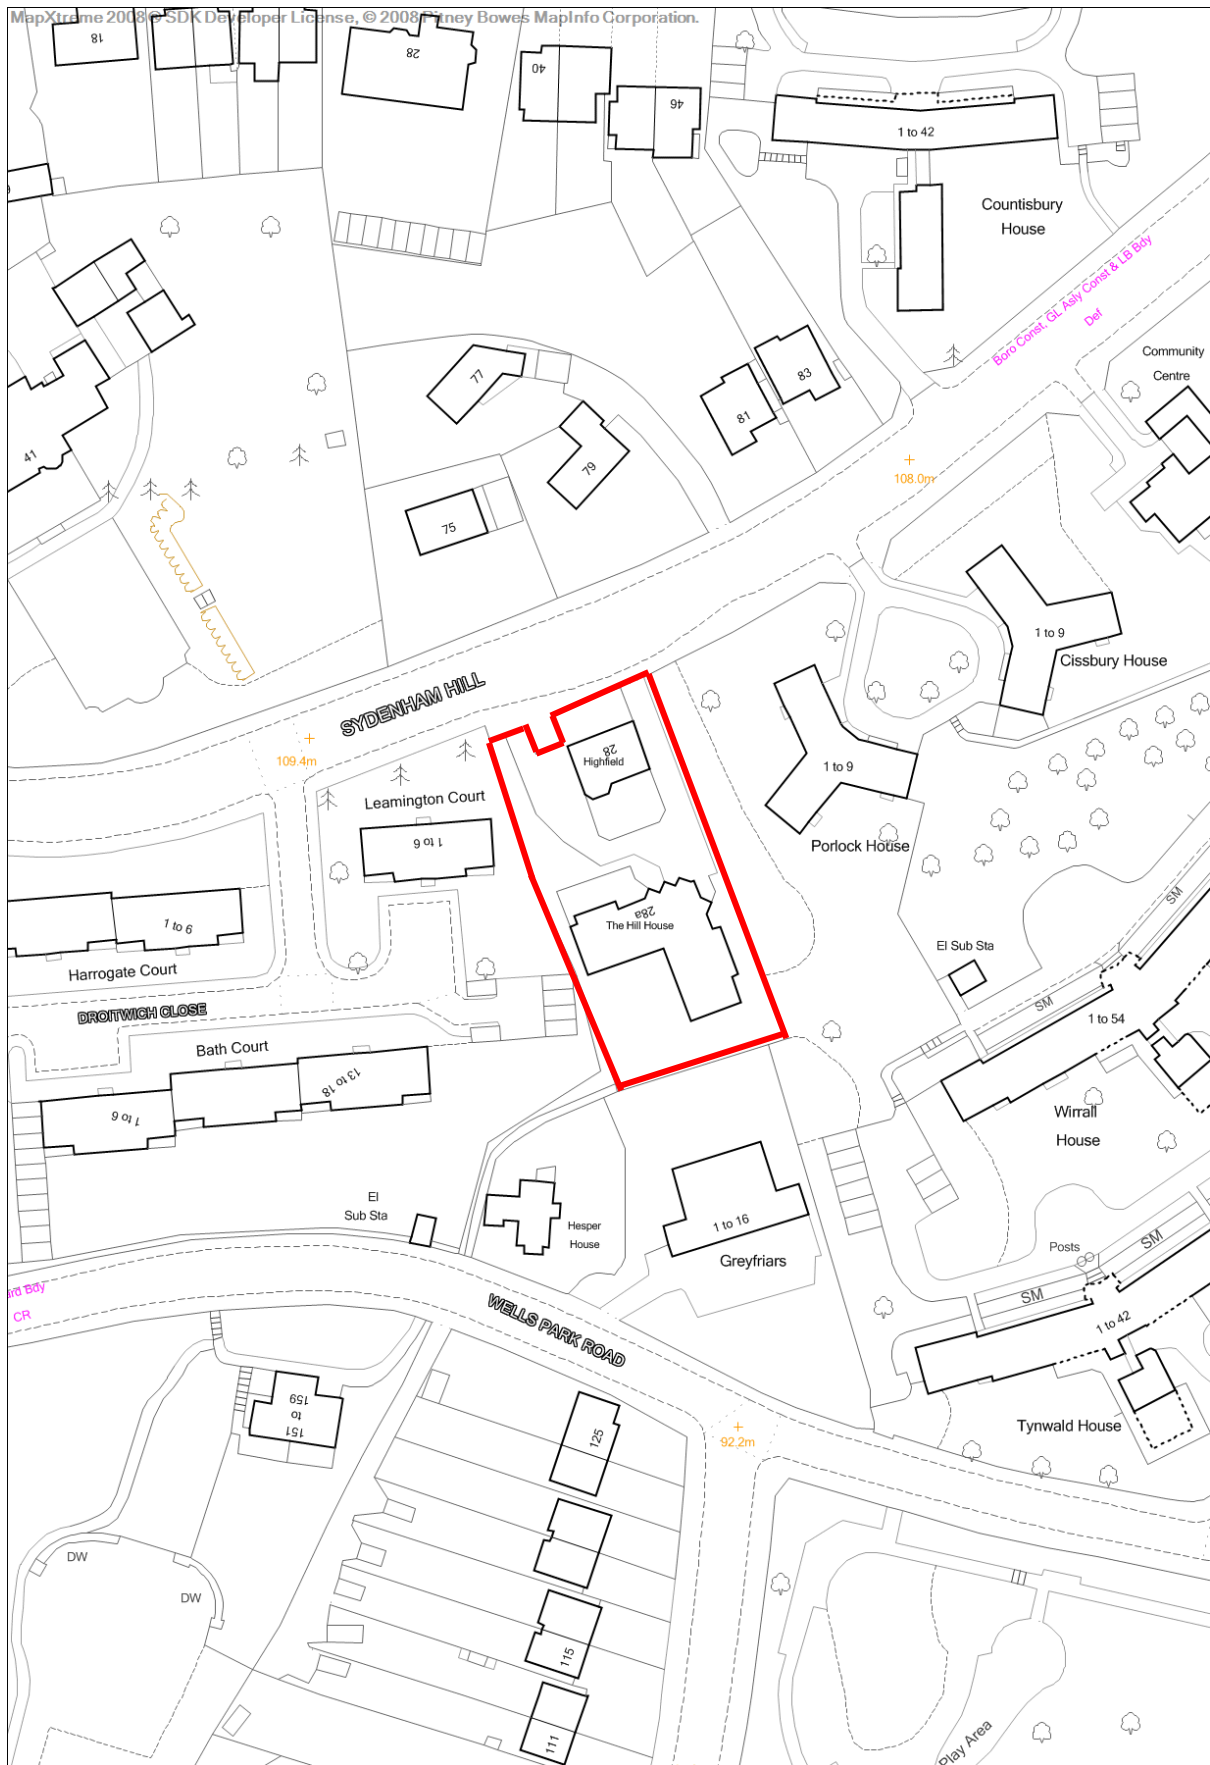 MapXtreme 2008 © SDK Developer License, © 2008 Pitney Bowes MapInfo Corporation.
18
28
40
46
1 to 42
Countisbury
House
Boro Const, GL Asly Const & LB Bdy
Def
Community
Centre
77
83
81
41
79
75
108.0m
1 to 9
Cissbury House
SYDENHAM HILL
109.4m
28
Highfield
1 to 9
Leamington Court
1 to 6
Porlock House
SM
28a
The Hill House
1 to 6
Harrogate Court
El Sub Sta
SM
DROITWICH CLOSE
1 to 54
Bath Court
13 to 18
1 to 6
Wirrall
House
El
Sub Sta
Hesper
House
1 to 16
Greyfriars
Posts
SM
SM
ard Bdy
CR
WELLS PARK ROAD
1 to 42
159
to
151
125
92.2m
Tynwald House
DW
DW
115
111
Play Area